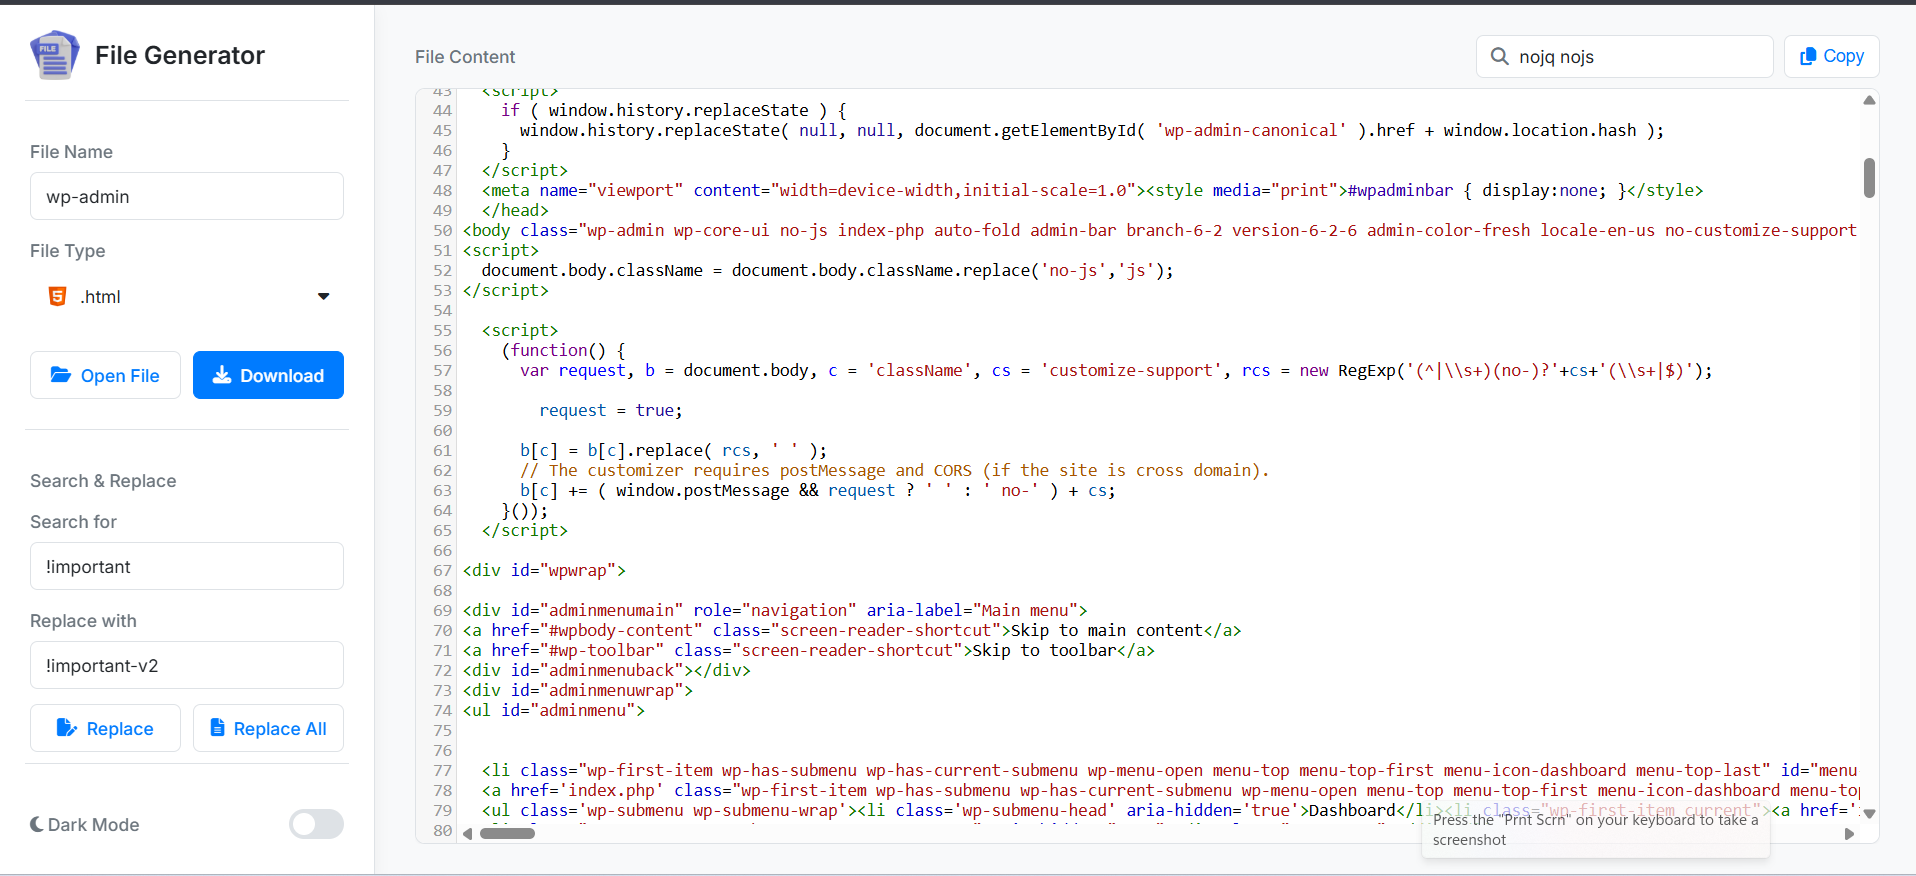 File Generator
File Name
wp-admin
File Type
.html
Open File
Download
Search & Replace
Search for
!important
Replace with
!important-v2
Replace
Replace All
Dark Mode
File Content
nojq nojs
Copy
43 <script>
44 if ( window.history.replaceState ) {
45 window.history.replaceState( null, null, document.getElementById( 'wp-admin-canonical' ).href + window.location.hash );
46 }
47 </script>
48 <meta name="viewport" content="width=device-width,initial-scale=1.0"><style media="print">#wpadminbar { display:none; }</style>
49 </head>
50 <body class="wp-admin wp-core-ui no-js index-php auto-fold admin-bar branch-6-2 version-6-2-6 admin-color-fresh locale-en-us no-customize-support
51 <script>
52 document.body.className = document.body.className.replace('no-js','js');
53 </script>
54
55 <script>
56 (function() {
57 var request, b = document.body, c = 'className', cs = 'customize-support', rcs = new RegExp('(^|\\s+)(no-)?'+cs+'(\\s+|$)');
58
59 request = true;
60
61 b[c] = b[c].replace( rcs, ' ' );
62 // The customizer requires postMessage and CORS (if the site is cross domain).
63 b[c] += ( window.postMessage && request ? ' ' : ' no-' ) + cs;
64 }());
65 </script>
66
67 <div id="wpwrap">
68
69 <div id="adminmenumain" role="navigation" aria-label="Main menu">
70 <a href="#wpbody-content" class="screen-reader-shortcut">Skip to main content</a>
71 <a href="#wp-toolbar" class="screen-reader-shortcut">Skip to toolbar</a>
72 <div id="adminmenuback"></div>
73 <div id="adminmenuwrap">
74 <ul id="adminmenu">
75
76
77 <li class="wp-first-item wp-has-submenu wp-has-current-submenu wp-menu-open menu-top menu-top-first menu-icon-dashboard menu-top-last" id="menu
78 <a href='index.php' class="wp-first-item wp-has-submenu wp-has-current-submenu wp-menu-open menu-top menu-top-first menu-icon-dashboard menu-to
79 <ul class='wp-submenu wp-submenu-wrap'><li class='wp-submenu-head' aria-hidden='true'>Dashboard</li><li class="wp-first-item current"><a href='
80
Press the "Prnt Scrn" on your keyboard to take a
screenshot